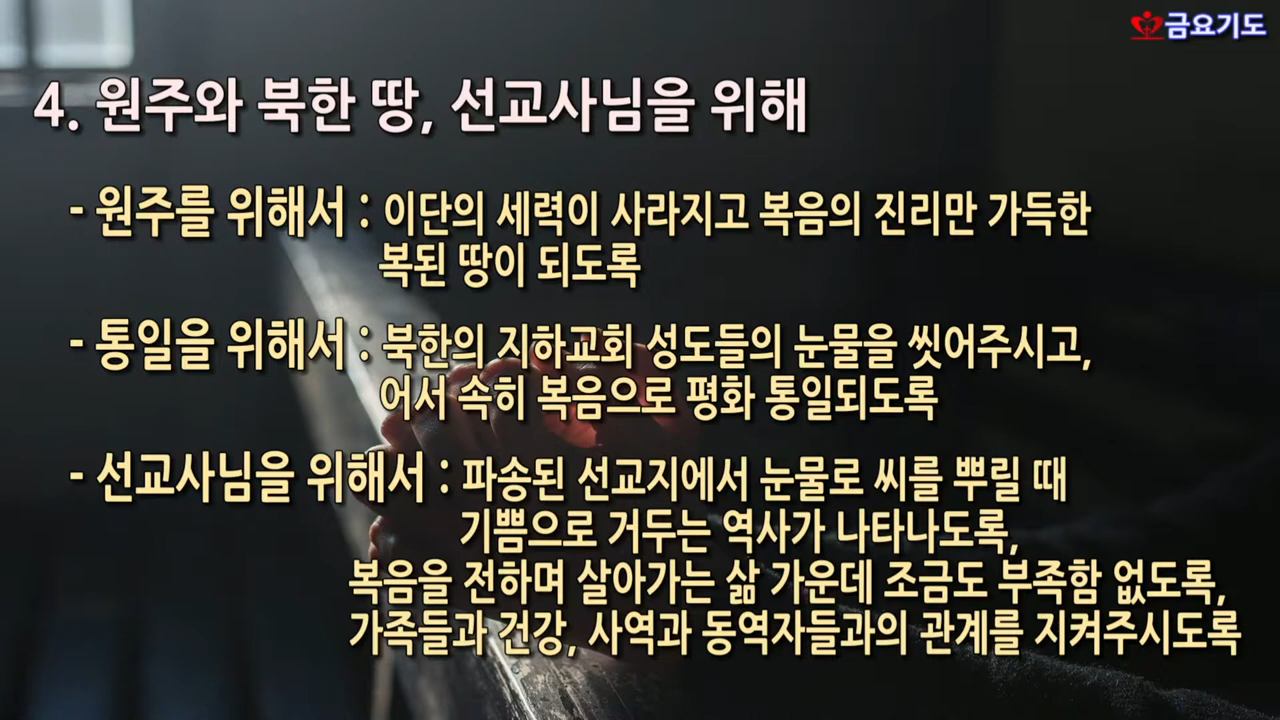 금요기도
4. 원주와 북한 땅, 선교사님을 위해
- 원주를 위해서 : 이단의 세력이 사라지고 복음의 진리만 가득한
복된 땅이 되도록
- 통일을 위해서 : 북한의 지하교회 성도들의 눈물을 씻어주시고,
어서 속히 복음으로 평화 통일되도록
- 선교사님을 위해서 : 파송된 선교지에서 눈물로 씨를 뿌릴 때
기쁨으로 거두는 역사가 나타나도록,
복음을 전하며 살아가는 삶 가운데 조금도 부족함 없도록,
가족들과 건강, 사역과 동역자들과의 관계를 지켜주시도록